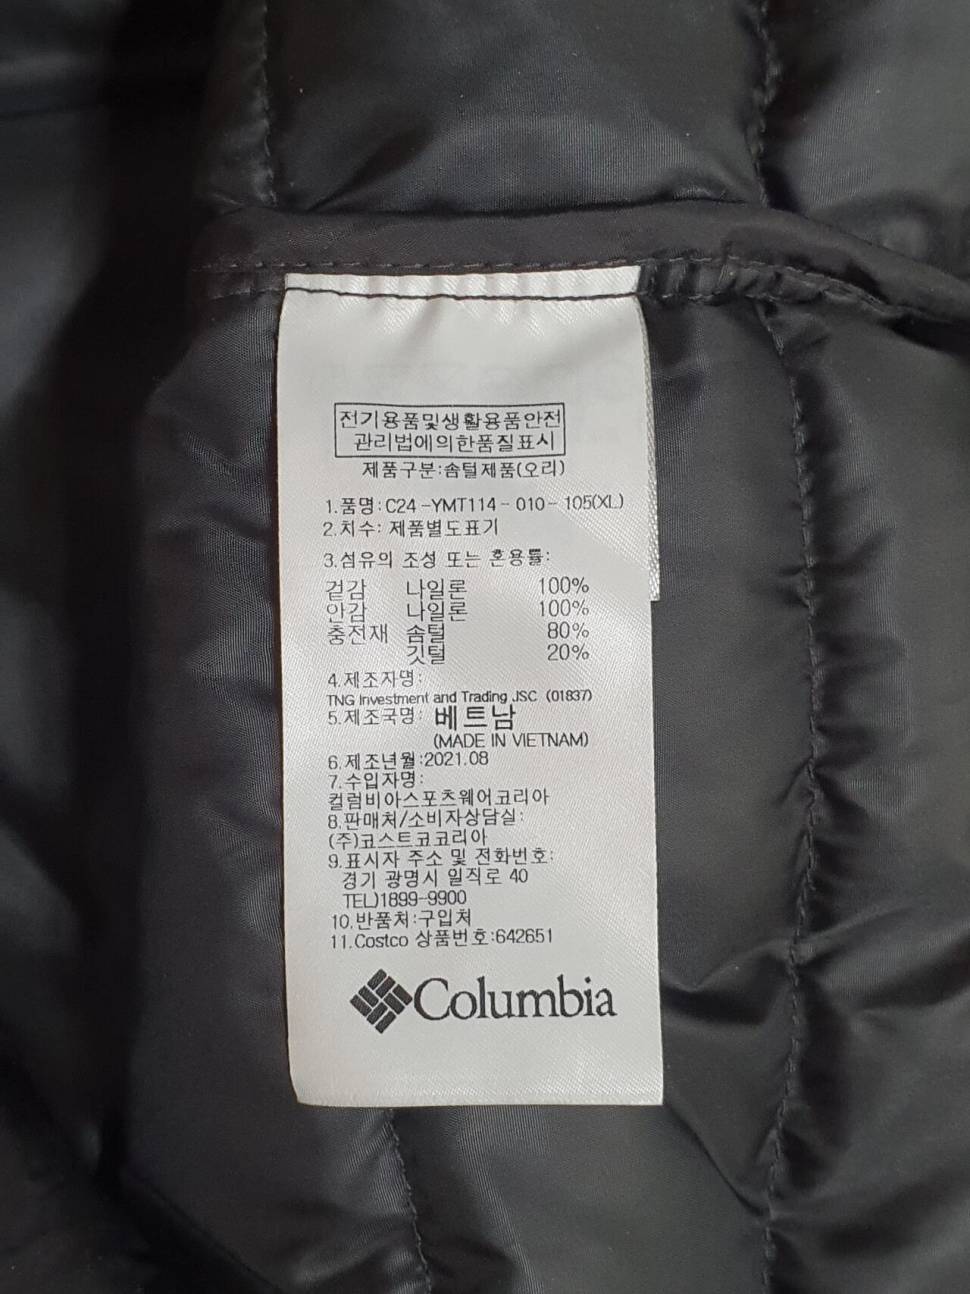 전기용품및생활용품안전
관리법에의한품질표시
제품구분:솜털제품(오리)
1.품명:C24-YMT114-010-105(XL)
2.치수: 제품별도표기
3.섬유의 조성 또는 혼용률:
겉감 나일론 100%
안감 나일론 100%
충전재 솜털 80%
깃털 20%
4.제조자명:
TNG Investment and Trading JSC (01837)
5.제조국명: 베트남
(MADE IN VIETNAM)
6.제조년월:2021.08
7.수입자명:
컬럼비아스포츠웨어코리아
8.판매처/소비자상담실:
(주)코스트코코리아
9.표시자 주소 및 전화번호:
경기 광명시 일직로 40
TEL)1899-9900
10.반품처:구입처
11.Costco 상품번호:642651
Columbia